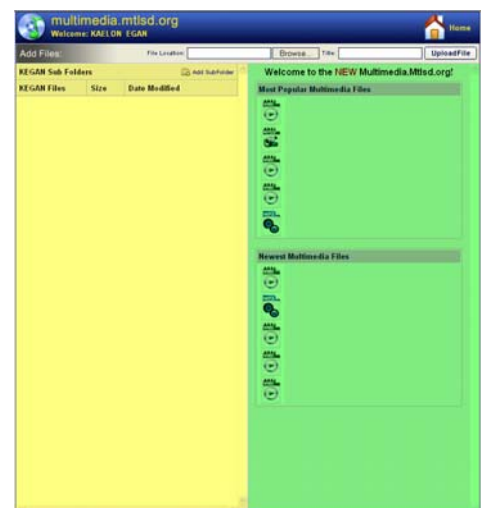 multimedia.mtlsd.org
Welcome: KAELON EGAN
Home
Add Files: File Location: Browse... Title: UploadFile
KEGAN Sub Folders Add SubFolder
KEGAN Files Size Date Modified
Welcome to the NEW Multimedia.Mtlsd.org!
Most Popular Multimedia Files
Newest Multimedia Files